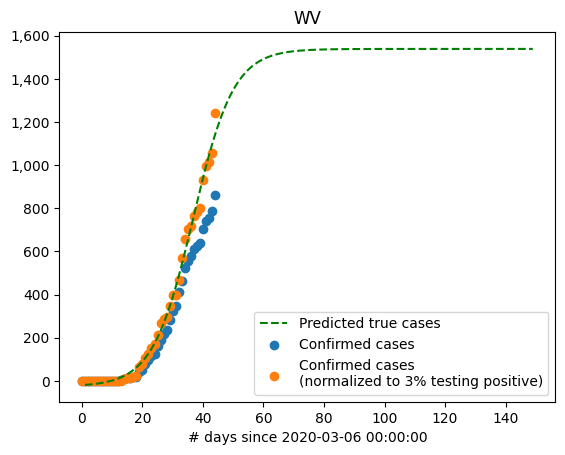 WV
1,600
1,400
1,200
1,000
800
600
400
200
0
Predicted true cases
Confirmed cases
Confirmed cases
(normalized to 3% testing positive)
0 20 40 60 80 100 120 140
# days since 2020-03-06 00:00:00